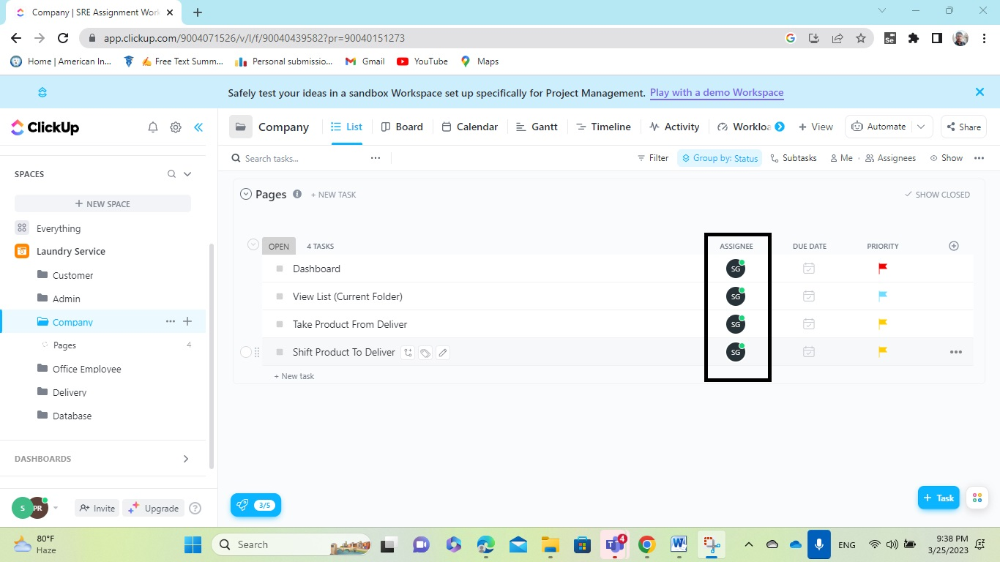 Company | SRE Assignment Work
app.clickup.com/9004071526/v/l/f/90040439582?pr=90040151273
Se
Home | American In...
Free Text Summ...
Personal submissio...
Gmail
YouTube
Maps
Safely test your ideas in a sandbox Workspace set up specifically for Project Management. Play with a demo Workspace
ClickUp
Company
List
Board
Calendar
Gantt
Timeline
Activity
Workloa
+ View
Automate
Share
Search tasks...
Filter
Group by: Status
Subtasks
Me
Assignees
Show
SPACES
+ NEW SPACE
Everything
Laundry Service
Customer
Admin
Company
Pages 4
Office Employee
Delivery
Database
DASHBOARDS
S PR
Invite
Upgrade
?
Pages
+ NEW TASK
SHOW CLOSED
OPEN 4 TASKS ASSIGNEE DUE DATE PRIORITY
Dashboard SG
View List (Current Folder) SG
Take Product From Deliver SG
Shift Product To Deliver SG
+ New task
3/5
+ Task
80°F
Haze
Search
4
W
ENG
9:38 PM
3/25/2023